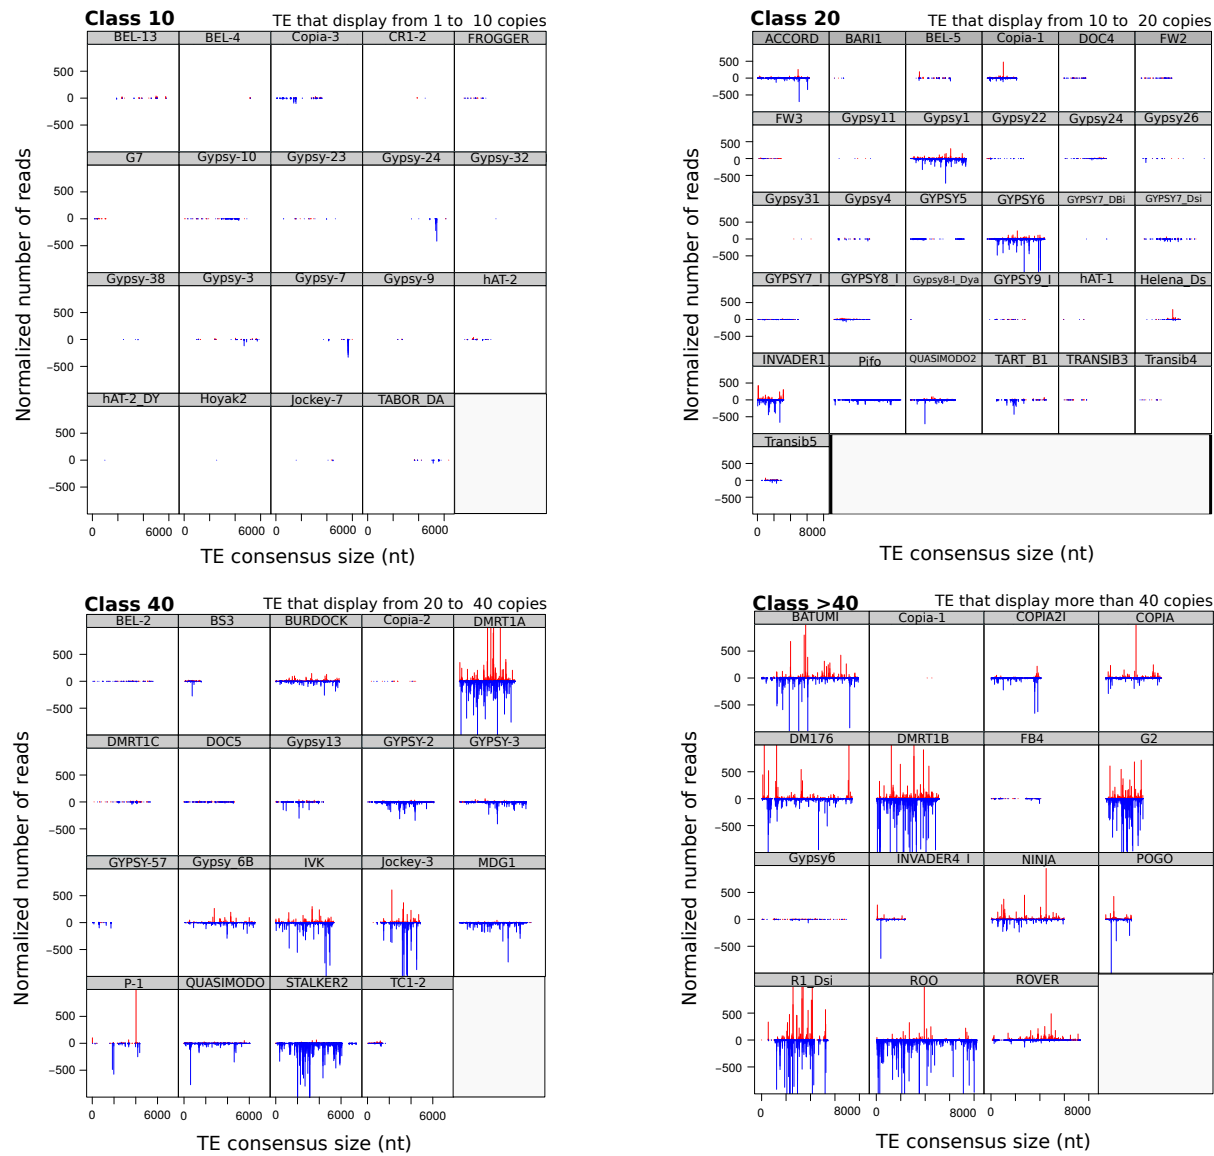 Class 10
TE that display from 1 to 10 copies
BEL-13 BEL-4 Copia-3 CR1-2 FROGGER
500
0
−500
G7 Gypsy-10 Gypsy-23 Gypsy-24 Gypsy-32
500
0
−500
Gypsy-38 Gypsy-3 Gypsy-7 Gypsy-9 hAT-2
500
0
−500
hAT-2_DY Hoyak2 Jockey-7 TABOR_DA
500
0
−500
0 6000 0 6000 0 6000 0 6000
Normalized number of reads
TE consensus size (nt)
Class 20
TE that display from 10 to 20 copies
ACCORD BARI1 BEL-5 Copia-1 DOC4 FW2
500
0
−500
FW3 Gypsy11 Gypsy1 Gypsy22 Gypsy24 Gypsy26
500
0
−500
Gypsy31 Gypsy4 GYPSY5 GYPSY6 GYPSY7_DBi GYPSY7_Dsi
500
0
−500
GYPSY7_I GYPSY8_I Gypsy8-I_Dya GYPSY9_I hAT-1 Helena_Ds
500
0
−500
INVADER1 Pifo QUASIMODO2 TART_B1 TRANSIB3 Transib4
500
0
−500
Transib5
500
0
−500
0 8000
Normalized number of reads
TE consensus size (nt)
Class 40
TE that display from 20 to 40 copies
BEL-2 BS3 BURDOCK Copia-2 DMRT1A
500
0
−500
DMRT1C DOC5 Gypsy13 GYPSY-2 GYPSY-3
500
0
−500
GYPSY-57 Gypsy_6B IVK Jockey-3 MDG1
500
0
−500
P-1 QUASIMODO STALKER2 TC1-2
500
0
−500
0 6000 0 6000 0 6000 0 6000
Normalized number of reads
TE consensus size (nt)
Class >40
TE that display more than 40 copies
BATUMI Copia-1 COPIA2I COPIA
500
0
−500
DM176 DMRT1B FB4 G2
500
0
−500
Gypsy6 INVADER4_I NINJA POGO
500
0
−500
R1_Dsi ROO ROVER
500
0
−500
0 8000 0 8000 0 8000
Normalized number of reads
TE consensus size (nt)